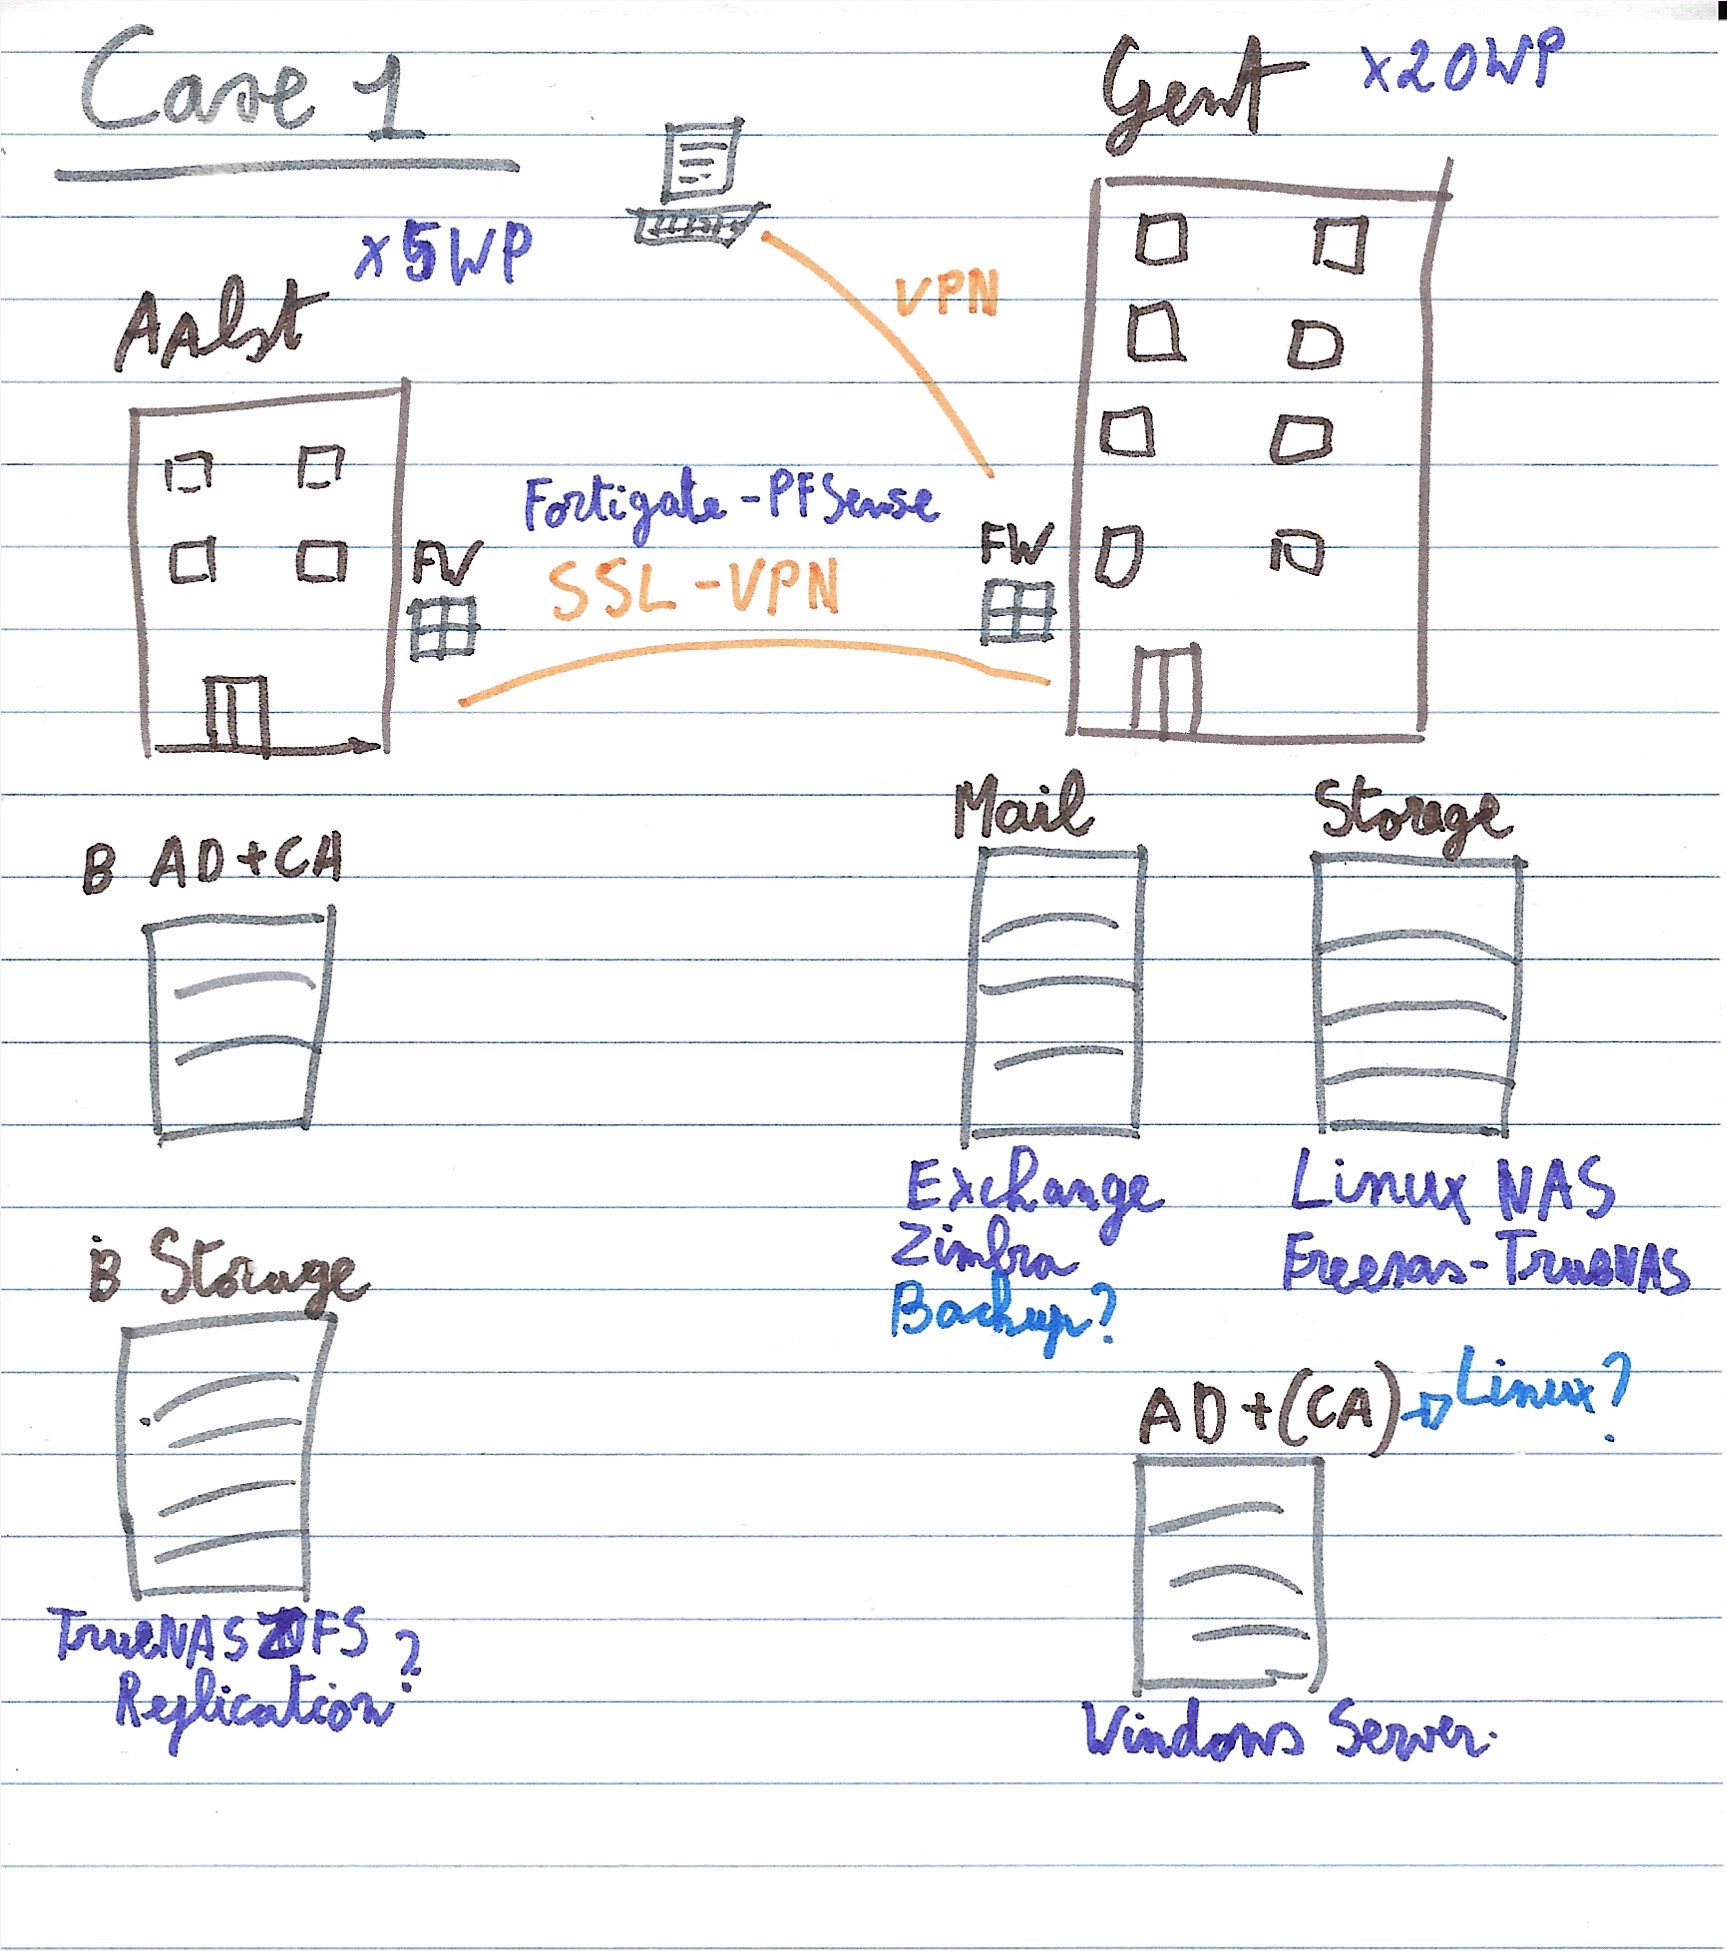 Case 1
Gent x20WP
x5WP
Aalst
VPN
Fortigate-PFSense
FW
SSL-VPN
FW
Mail
Storage
B AD+CA
Exchange
Zimbra
Backup?
Linux NAS
Freenas-TrueNAS
B Storage
AD+(CA) → Linux?
TrueNAS ZFS
Replication?
Windows Server.